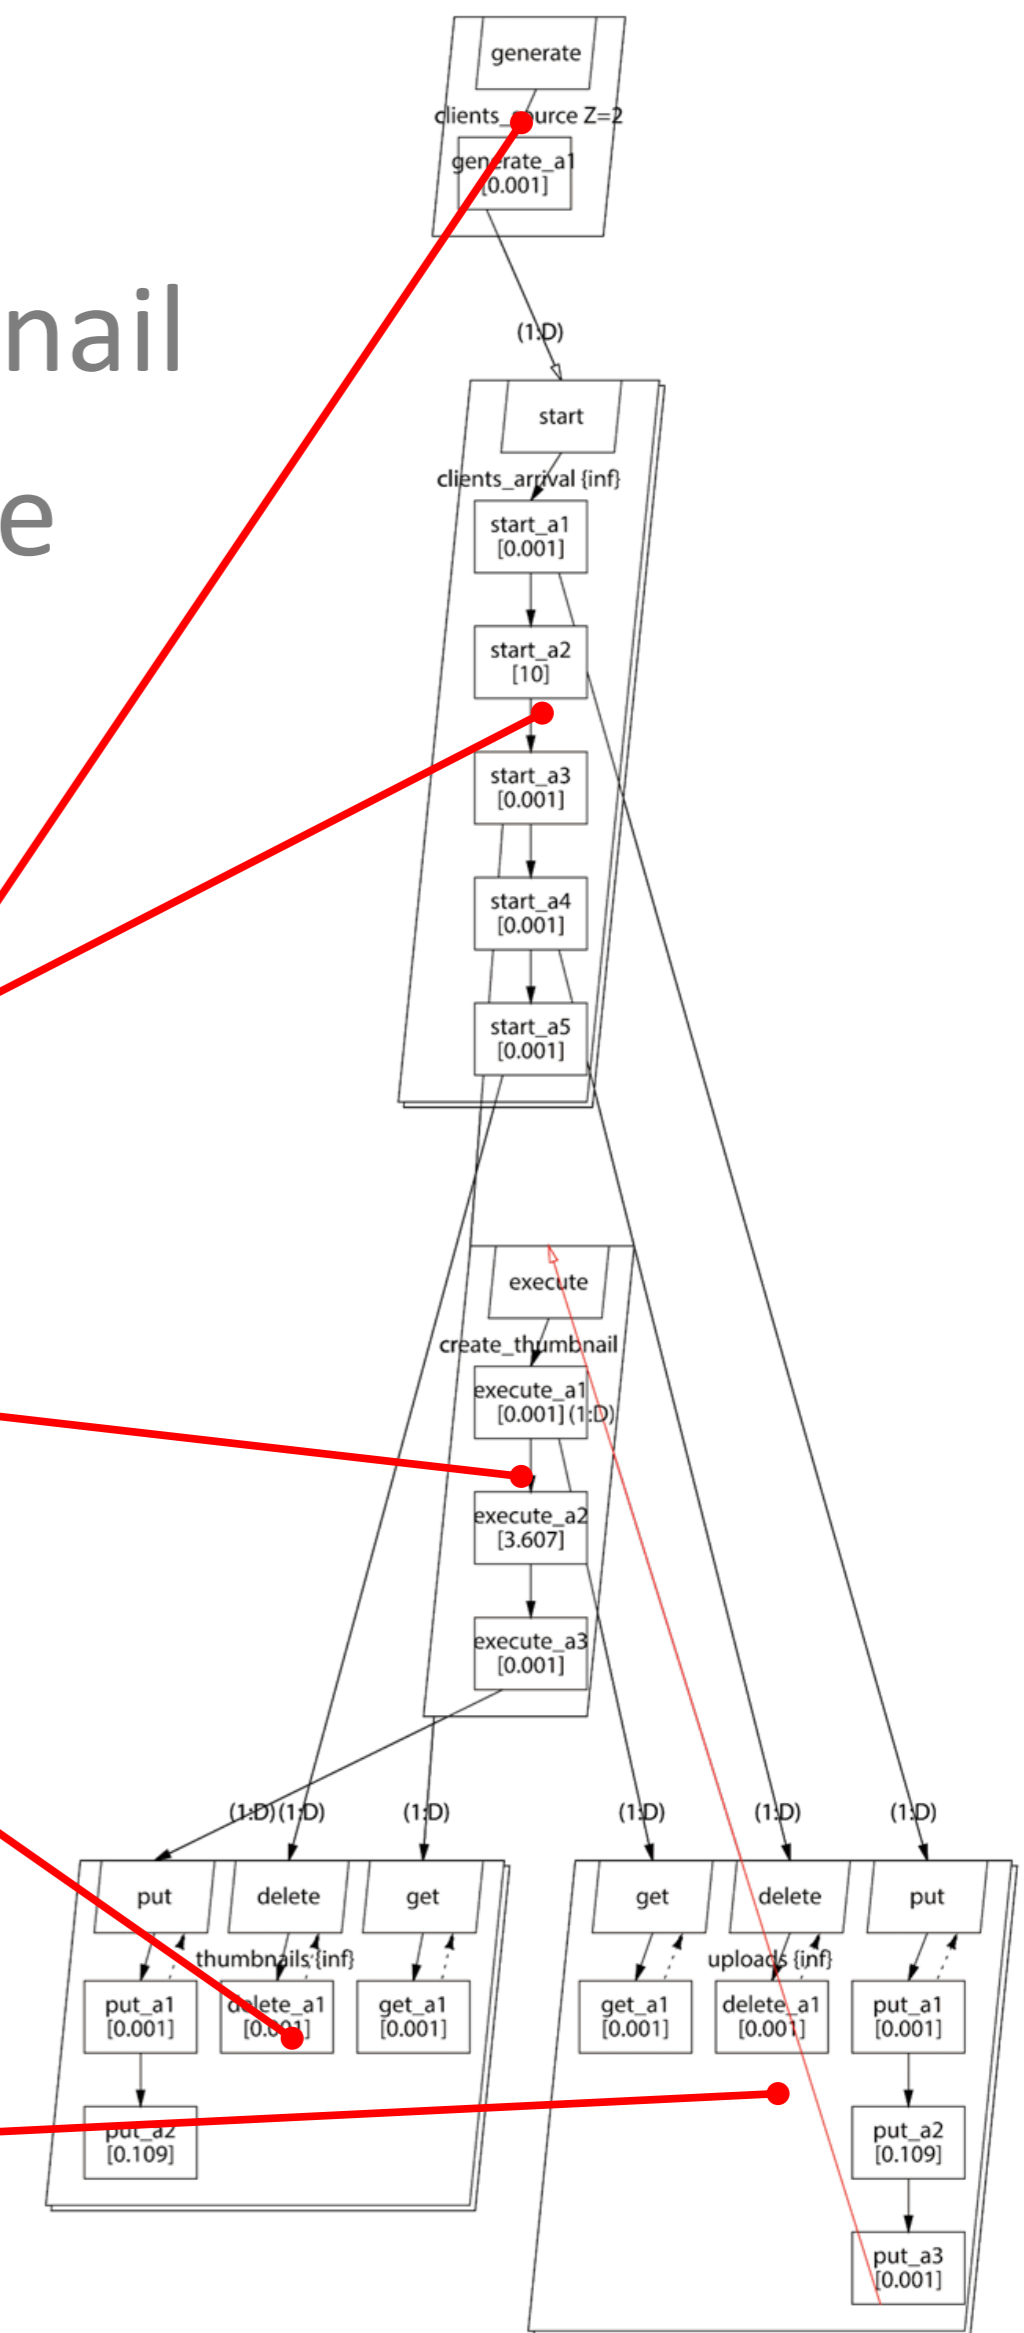 generate
clients_source Z=2
generate_a1
[0.001]
nail
(1:D)
start
e
clients_arrival {inf}
start_a1
[0.001]
start_a2
[10]
start_a3
[0.001]
start_a4
[0.001]
start_a5
[0.001]
execute
create_thumbnail
execute_a1
[0.001] (1:D)
execute_a2
[3.607]
execute_a3
[0.001]
(1:D) (1:D) (1:D) (1:D) (1:D) (1:D)
put delete get get delete put
thumbnails {inf} uploads {inf}
put_a1 delete_a1 get_a1 get_a1 delete_a1 put_a1
[0.001] [0.001] [0.001] [0.001] [0.001] [0.001]
put_a2 put_a2
[0.109] [0.109]
put_a3
[0.001]